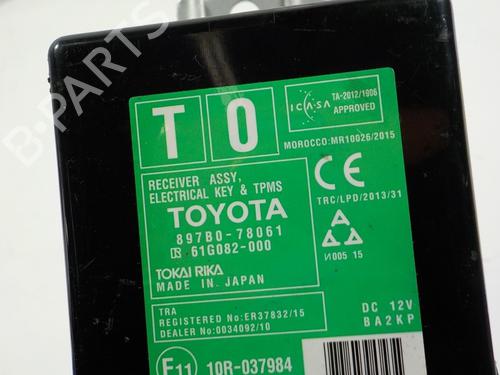 T O
ICASA
TA-2012/1906
APPROVED
MOROCCO:MR10026/2015
RECEIVER ASSY,
ELECTRICAL KEY & TPMS
TOYOTA
897B0-78061
61G082-000
TOKAI RIKA
MADE IN JAPAN
CE
TRC/LPD/2013/31
И005 15
TRA
REGISTERED No:ER37832/15
DEALER No:0034092/10
DC 12V
BA2KP
E11 10R-037984
B-PARTS